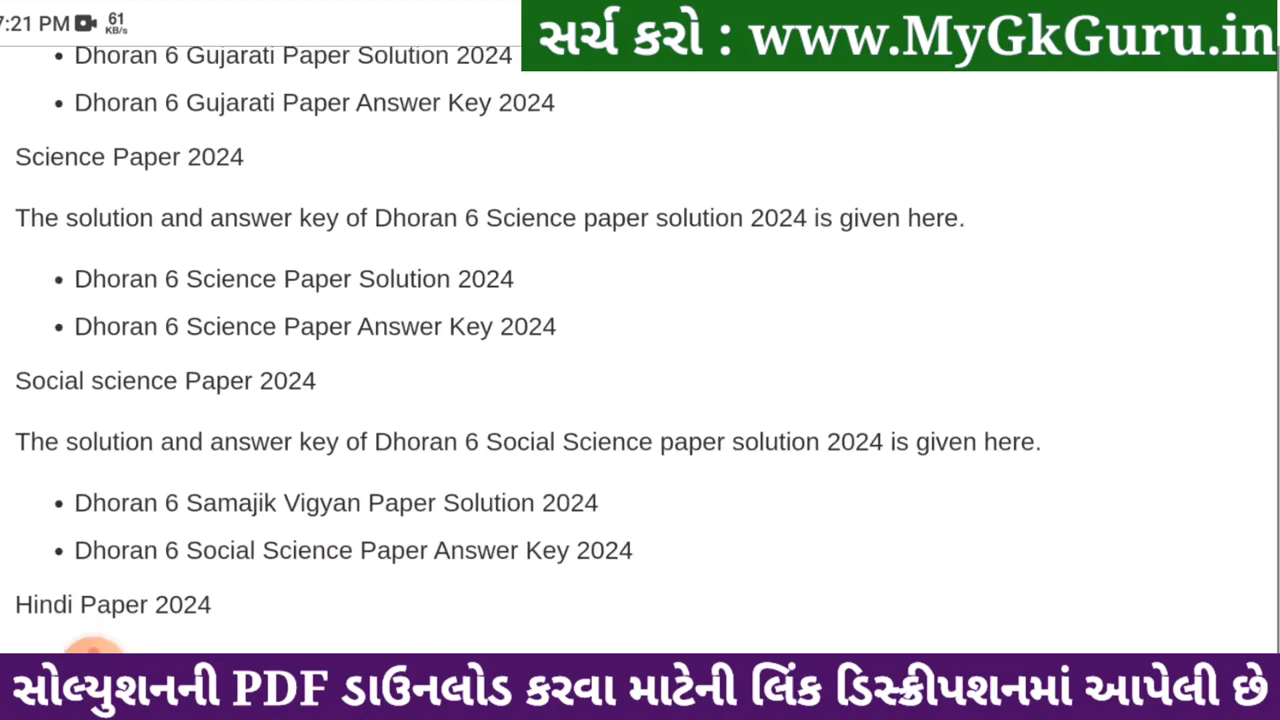 7:21 PM 61 KB/s
સર્ચ કરો : www.MyGkGuru.in
• Dhoran 6 Gujarati Paper Solution 2024
• Dhoran 6 Gujarati Paper Answer Key 2024
Science Paper 2024
The solution and answer key of Dhoran 6 Science paper solution 2024 is given here.
• Dhoran 6 Science Paper Solution 2024
• Dhoran 6 Science Paper Answer Key 2024
Social science Paper 2024
The solution and answer key of Dhoran 6 Social Science paper solution 2024 is given here.
• Dhoran 6 Samajik Vigyan Paper Solution 2024
• Dhoran 6 Social Science Paper Answer Key 2024
Hindi Paper 2024
સોલ્યુશનની PDF ડાઉનલોડ કરવા માટેની લિંક ડિસ્ક્રીપશનમાં આપેલી છે